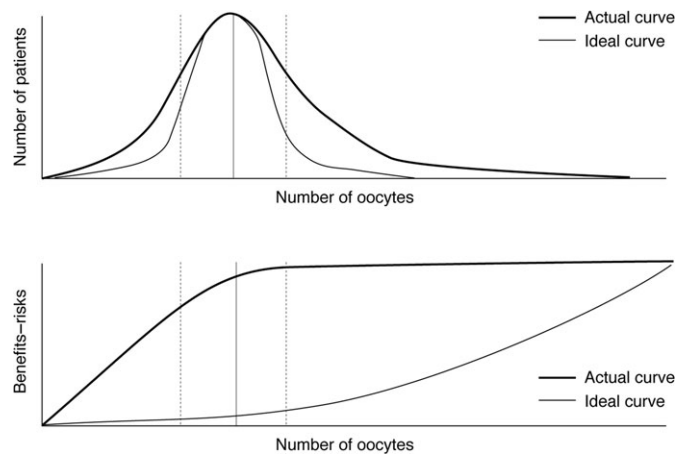 Number of patients
Actual curve
Ideal curve
Number of oocytes
Benefits–risks
Actual curve
Ideal curve
Number of oocytes